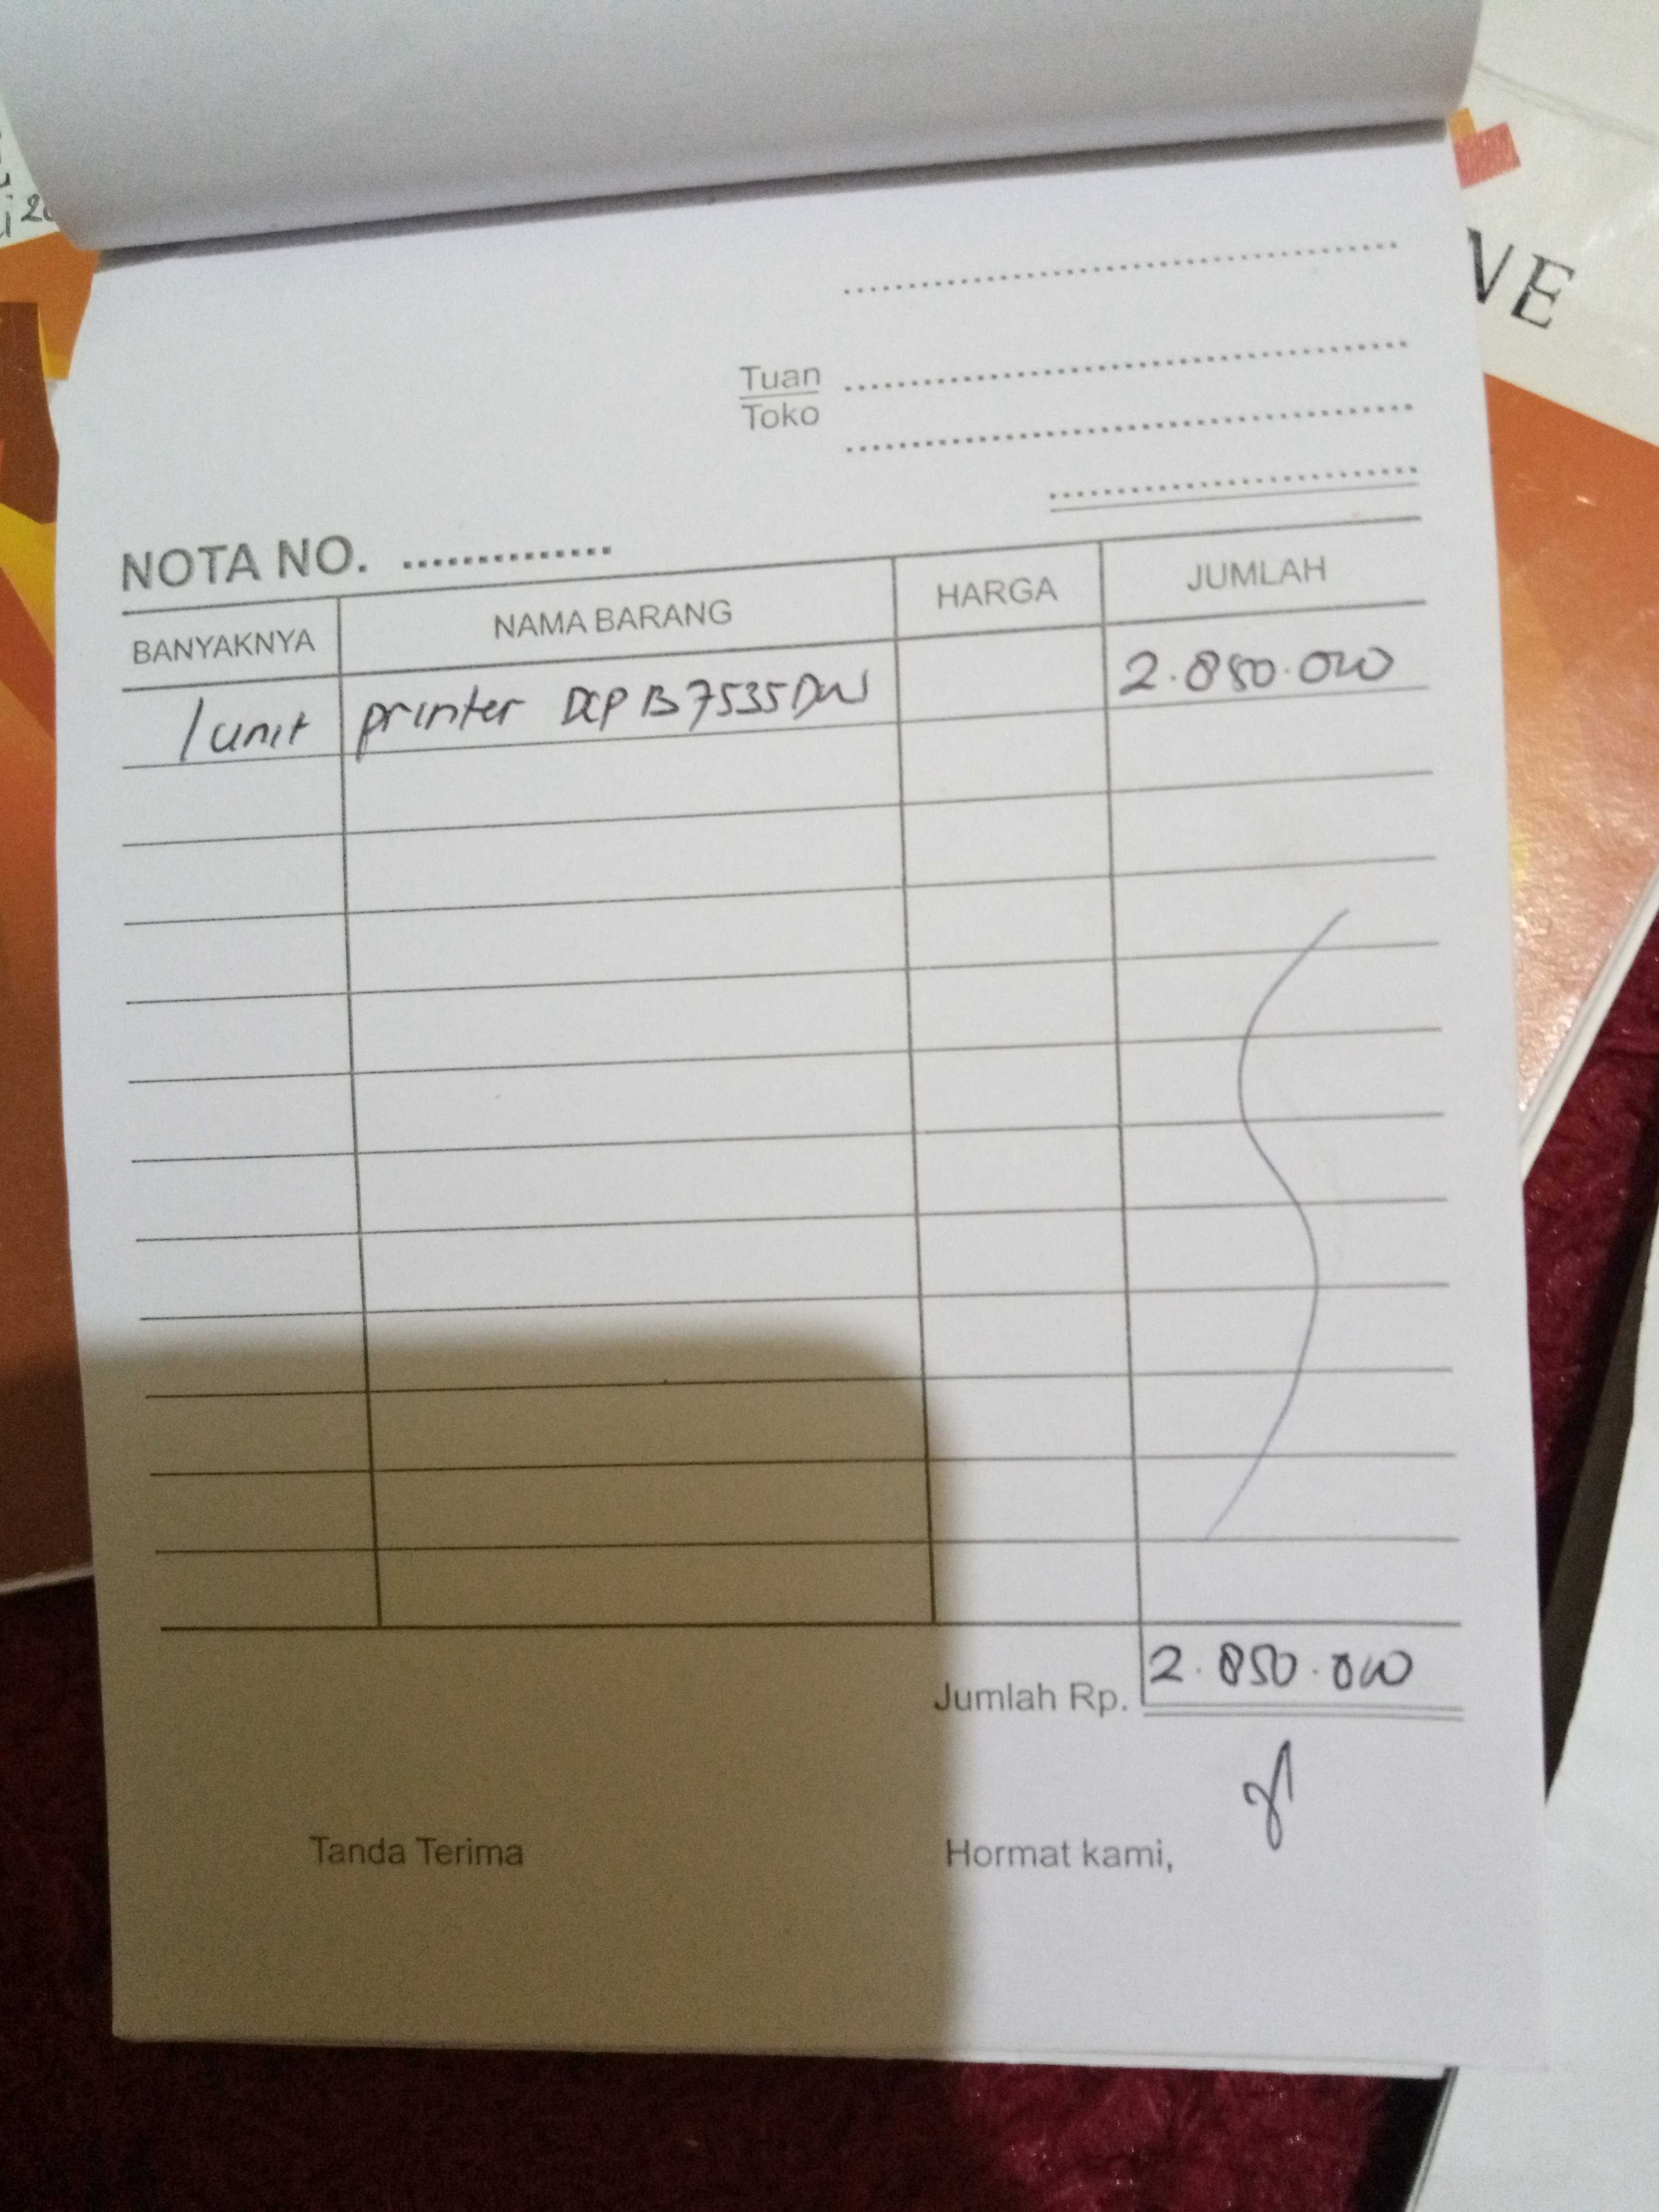 VE
Tuan
Toko
NOTA NO. ..............
BANYAKNYA NAMA BARANG HARGA JUMLAH
1 unit printer DCP B7535DW 2.850.000
Jumlah Rp. 2.850.000
Tanda Terima Hormat kami,